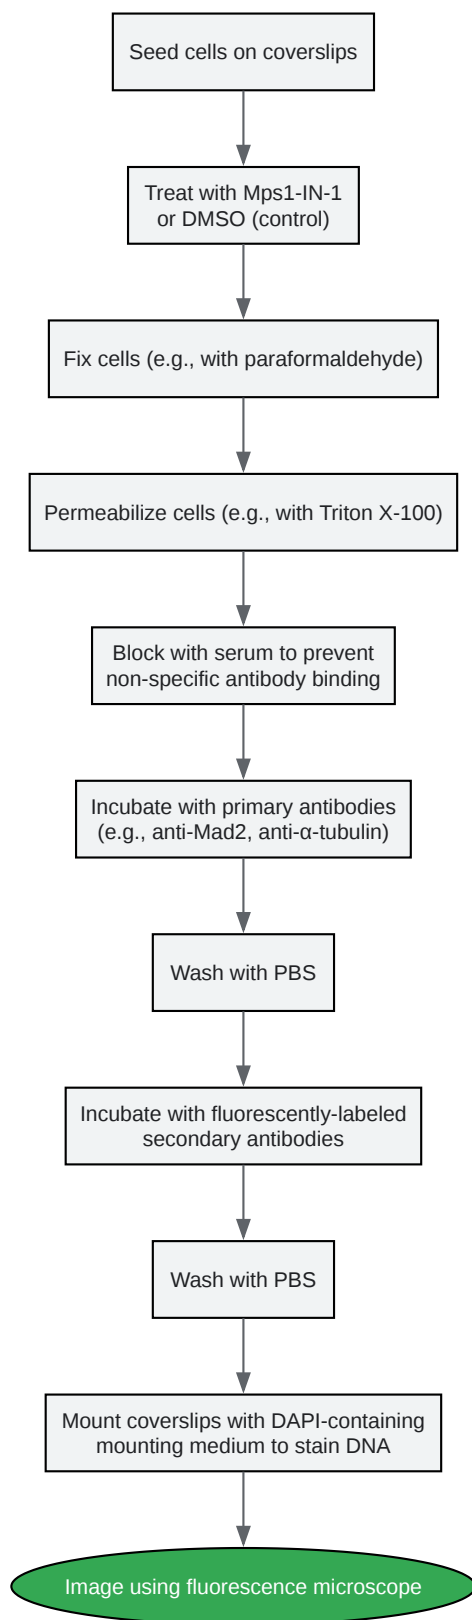 Seed cells on coverslips
Treat with Mps1-IN-1
or DMSO (control)
Fix cells (e.g., with paraformaldehyde)
Permeabilize cells (e.g., with Triton X-100)
Block with serum to prevent
non-specific antibody binding
Incubate with primary antibodies
(e.g., anti-Mad2, anti-α-tubulin)
Wash with PBS
Incubate with fluorescently-labeled
secondary antibodies
Wash with PBS
Mount coverslips with DAPI-containing
mounting medium to stain DNA
Image using fluorescence microscope